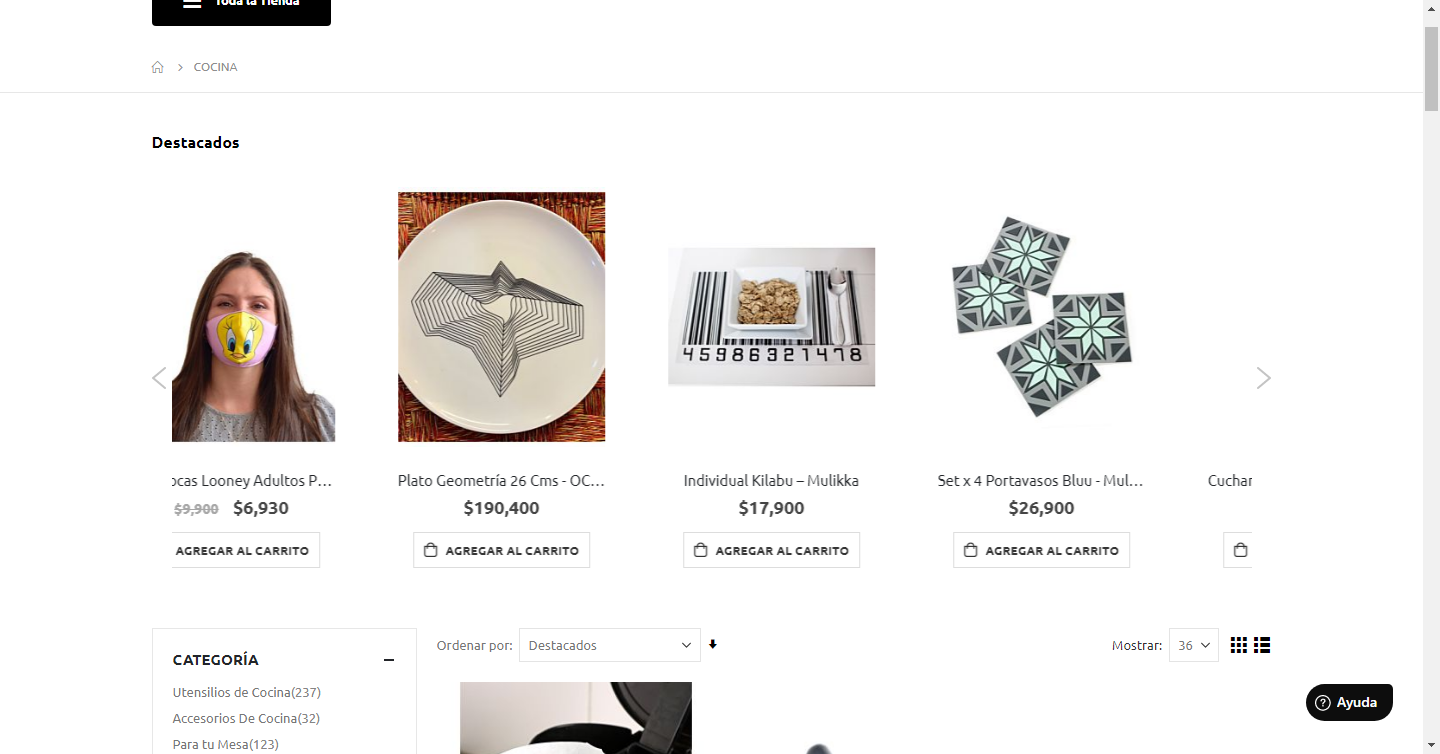 Toda la Tienda
COCINA
Destacados
45986321478
ocas Looney Adultos P...
$9,900 $6,930
AGREGAR AL CARRITO
Plato Geometría 26 Cms - OC...
$190,400
AGREGAR AL CARRITO
Individual Kilabu – Mulikka
$17,900
AGREGAR AL CARRITO
Set x 4 Portavasos Bluu - Mul...
$26,900
AGREGAR AL CARRITO
Cuchar
CATEGORÍA
Utensilios de Cocina(237)
Accesorios De Cocina(32)
Para tu Mesa(123)
Ordenar por: Destacados
Mostrar: 36
Ayuda